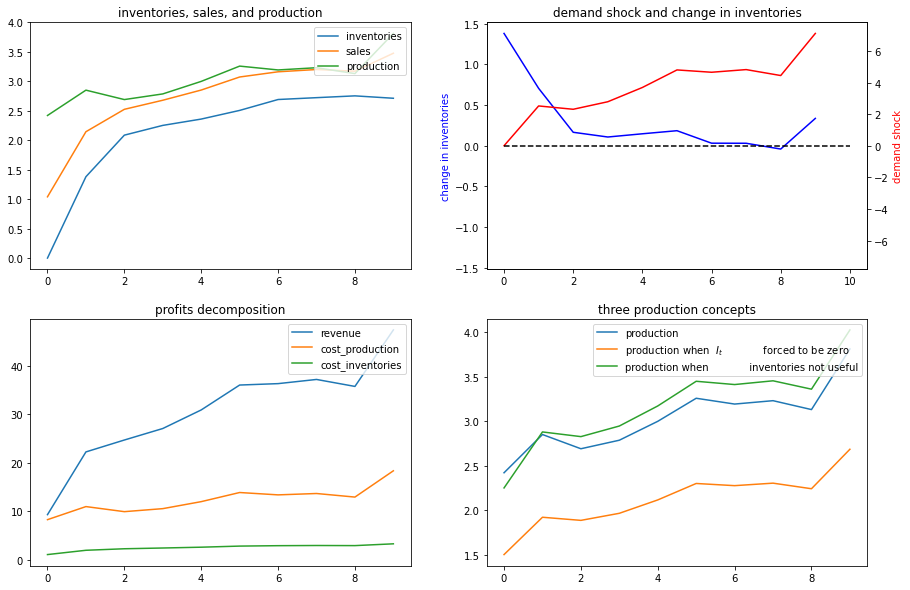 inventories, sales, and production
4.0
3.5
3.0
2.5
2.0
1.5
1.0
0.5
0.0
0 2 4 6 8
inventories
sales
production
demand shock and change in inventories
change in inventories
1.5
1.0
0.5
0.0
−0.5
−1.0
−1.5
0 2 4 6 8 10
6
4
2
0
−2
−4
−6
demand shock
profits decomposition
40
30
20
10
0
0 2 4 6 8
revenue
cost_production
cost_inventories
three production concepts
4.0
3.5
3.0
2.5
2.0
1.5
0 2 4 6 8
production
production when I_t forced to be zero
production when inventories not useful